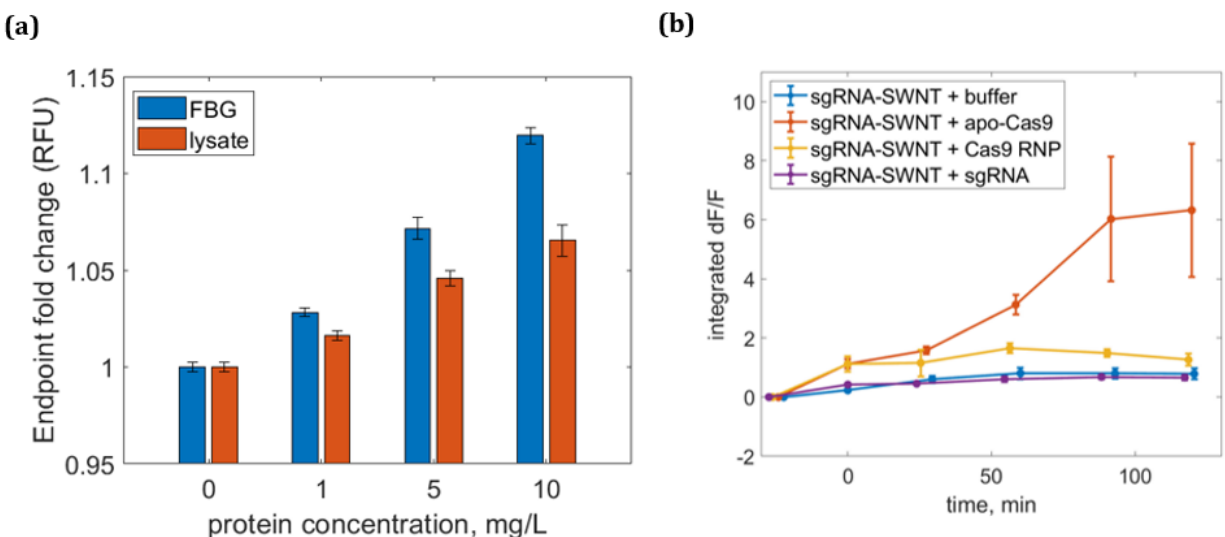 (a)
Endpoint fold change (RFU)
1.15
1.1
1.05
1
0.95
FBG
lysate
0 1 5 10
protein concentration, mg/L
(b)
integrated dF/F
10
8
6
4
2
0
-2
sgRNA-SWNT + buffer
sgRNA-SWNT + apo-Cas9
sgRNA-SWNT + Cas9 RNP
sgRNA-SWNT + sgRNA
0 50 100
time, min